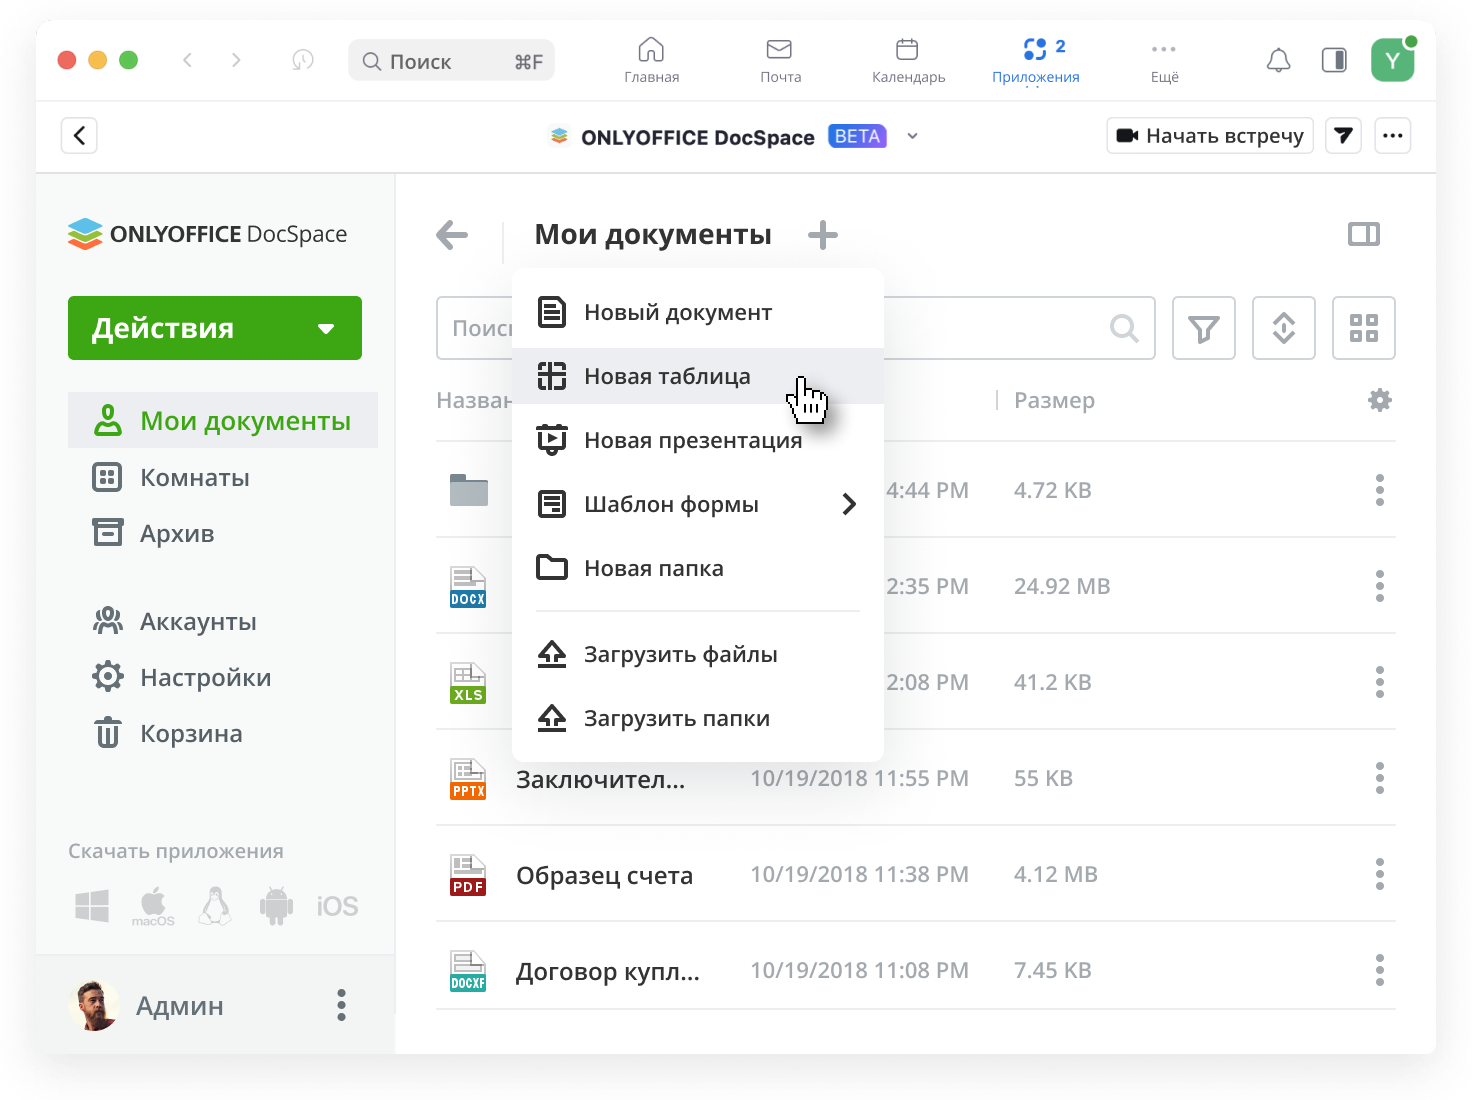 Поиск ⌘F
Главная
Почта
Календарь
2
Приложения
Ещё
Y
ONLYOFFICE DocSpace BETA
Начать встречу
ONLYOFFICE DocSpace
Действия
Мои документы
Комнаты
Архив
Аккаунты
Настройки
Корзина
Скачать приложения
macOS
iOS
Админ
Мои документы
Новый документ
Новая таблица
Новая презентация
Шаблон формы
Новая папка
Загрузить файлы
Загрузить папки
Размер
4:44 PM 4.72 KB
DOCX 2:35 PM 24.92 MB
XLS 2:08 PM 41.2 KB
PPTX Заключител... 10/19/2018 11:55 PM 55 KB
PDF Образец счета 10/19/2018 11:38 PM 4.12 MB
DOCXF Договор купл... 10/19/2018 11:08 PM 7.45 KB